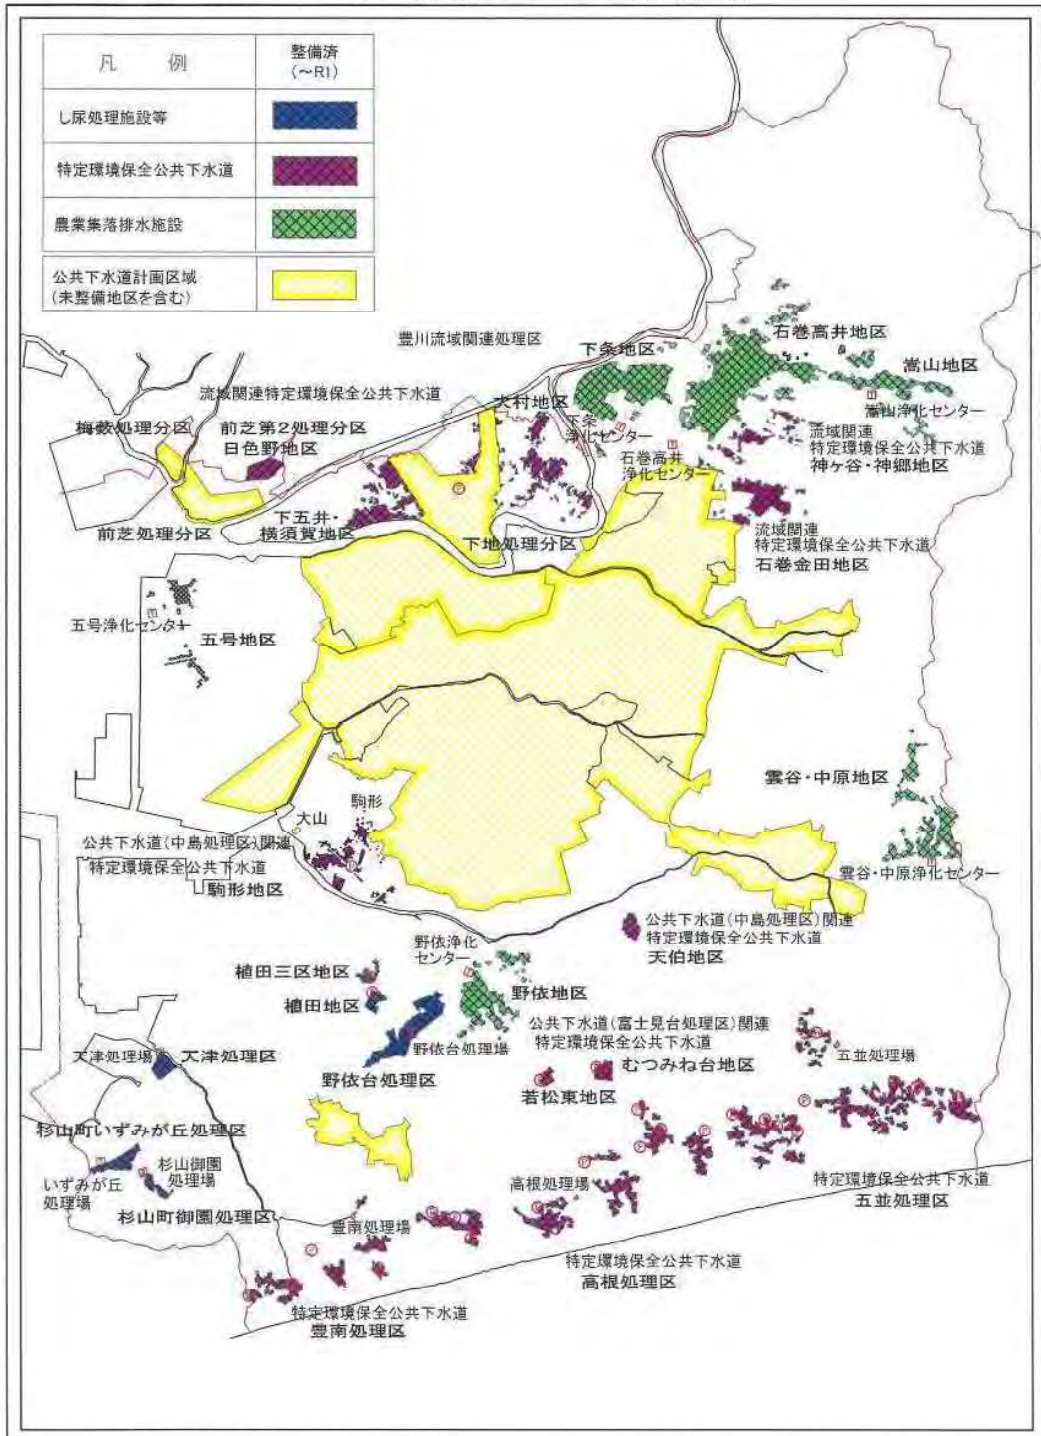 凡　例
整備済
(～R1)
し尿処理施設等
特定環境保全公共下水道
農業集落排水施設
公共下水道計画区域
(未整備地区を含む)
豊川流域関連処理区
下条地区
石巻高井地区
嵩山地区
嵩山浄化センター
流域関連特定環境保全公共下水道
大村地区
下条
浄化センター
梅薮処理分区
前芝第2処理分区
日色野地区
石巻高井
浄化センター
流域関連
特定環境保全公共下水道
神ヶ谷・神郷地区
前芝処理分区
下五井・
横須賀地区
下地処理分区
流域関連
特定環境保全公共下水道
石巻金田地区
五号浄化センター
五号地区
雲谷・中原地区
雲谷・中原浄化センター
大山
駒形
公共下水道(中島処理区)関連
特定環境保全公共下水道
駒形地区
公共下水道(中島処理区)関連
特定環境保全公共下水道
天伯地区
野依浄化
センター
植田三区地区
植田地区
野依地区
野依台処理場
野依台処理区
公共下水道(富士見台処理区)関連
特定環境保全公共下水道
むつみね台地区
若松東地区
五並処理場
天津処理場
天津処理区
杉山町いずみが丘処理区
いずみが丘
処理場
杉山御園
処理場
杉山町御園処理区
豊南処理場
高根処理場
特定環境保全公共下水道
五並処理区
特定環境保全公共下水道
高根処理区
特定環境保全公共下水道
豊南処理区